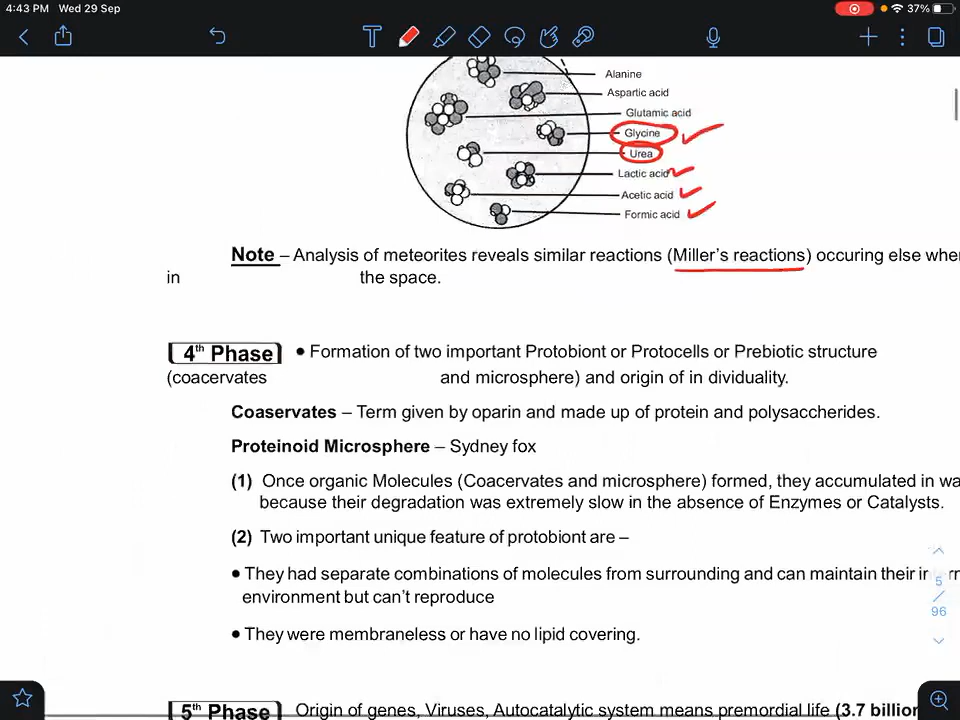 4:43 PM Wed 29 Sep
37%
Alanine
Aspartic acid
Glutamic acid
Glycine
Urea
Lactic acid
Acetic acid
Formic acid
Note – Analysis of meteorites reveals similar reactions (Miller's reactions) occuring else
in the space.
4th Phase • Formation of two important Protobiont or Protocells or Prebiotic structure
(coacervates and microsphere) and origin of in dividuality.
Coaservates – Term given by oparin and made up of protein and polysaccherides.
Proteinoid Microsphere – Sydney fox
(1) Once organic Molecules (Coacervates and microsphere) formed, they accumulated in
because their degradation was extremely slow in the absence of Enzymes or Catalysts.
(2) Two important unique feature of protobiont are –
• They had separate combinations of molecules from surrounding and can maintain their
environment but can't reproduce
• They were membraneless or have no lipid covering.
5
/
96
5th Phase Origin of genes, Viruses, Autocatalytic system means premordial life (3.7 billion